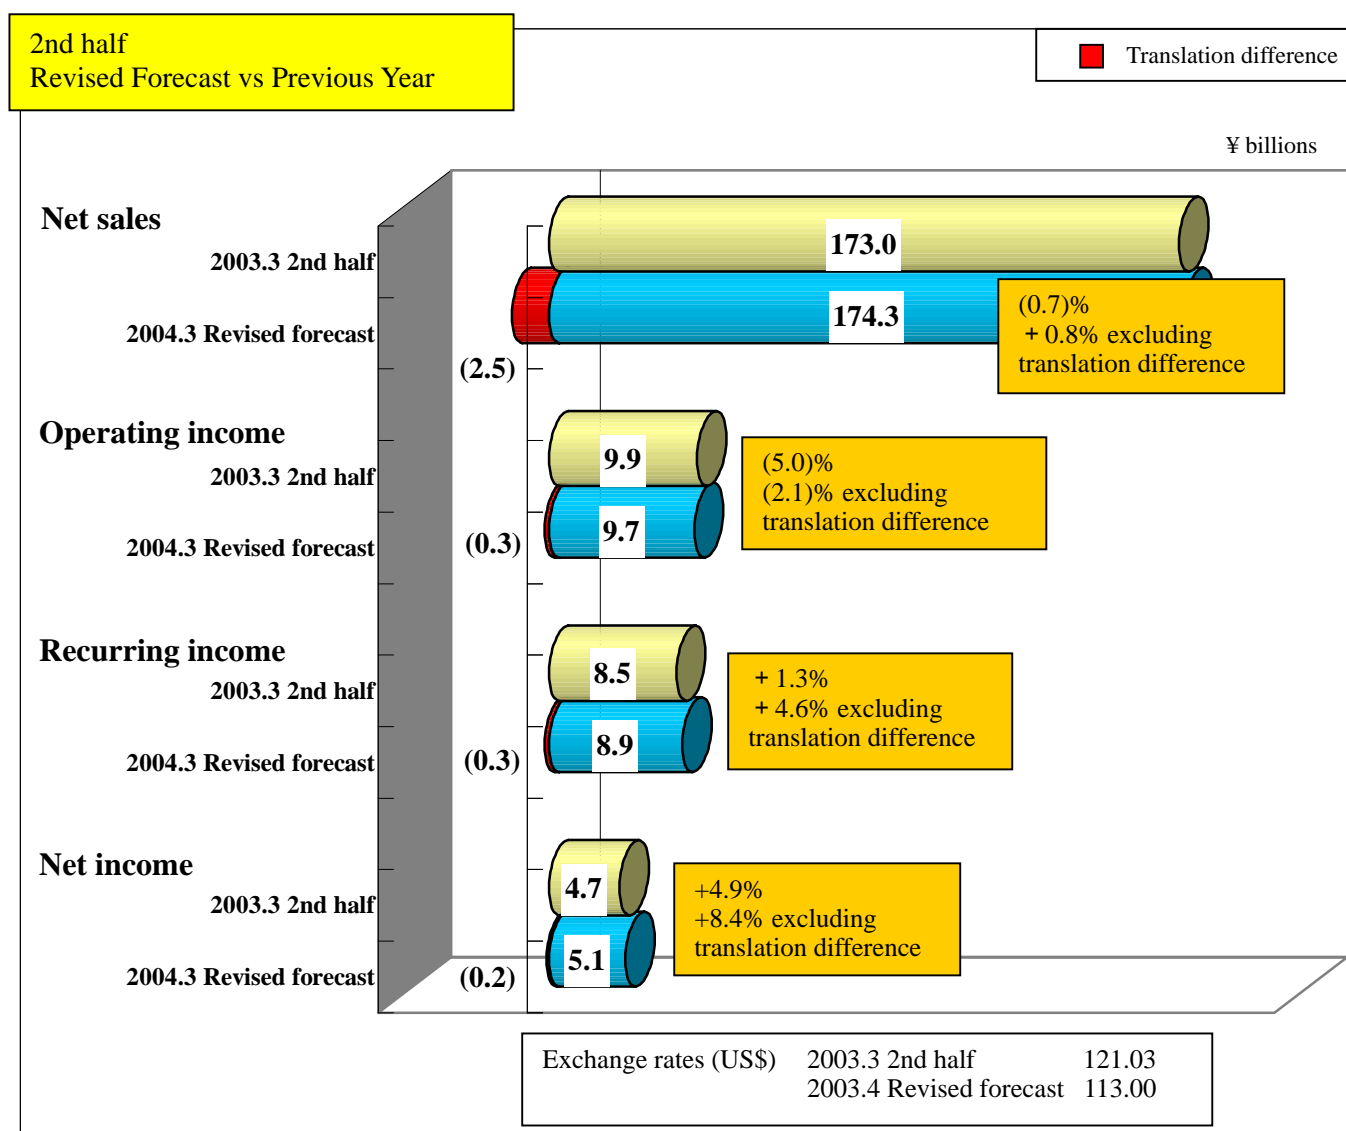 2nd half
Revised Forecast vs Previous Year
Translation difference
¥ billions
Net sales
2003.3 2nd half
173.0
2004.3 Revised forecast
174.3
(2.5)
(0.7)%
+ 0.8% excluding
translation difference
Operating income
2003.3 2nd half
9.9
2004.3 Revised forecast
(0.3)
9.7
(5.0)%
(2.1)% excluding
translation difference
Recurring income
2003.3 2nd half
8.5
2004.3 Revised forecast
(0.3)
8.9
+ 1.3%
+ 4.6% excluding
translation difference
Net income
2003.3 2nd half
4.7
2004.3 Revised forecast
(0.2)
5.1
+4.9%
+8.4% excluding
translation difference
Exchange rates (US$) 2003.3 2nd half 121.03
2003.4 Revised forecast 113.00